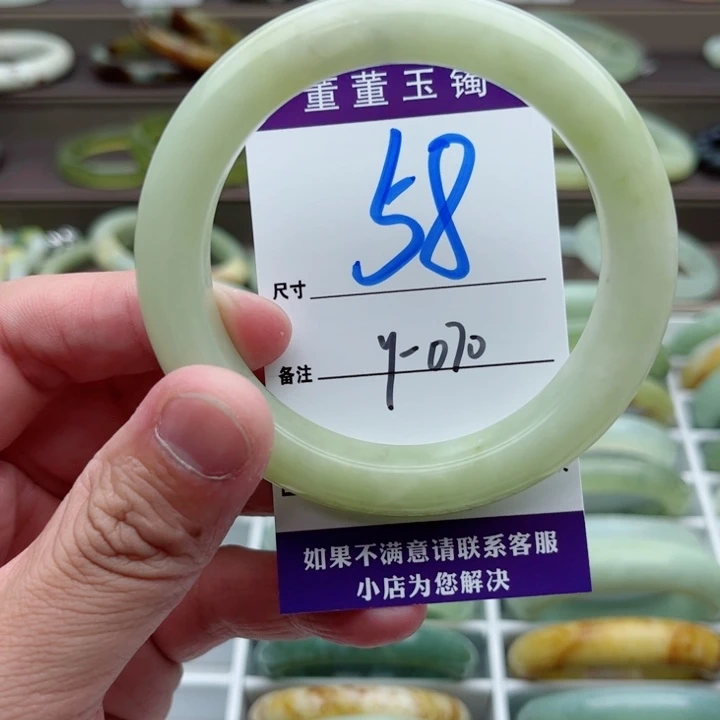 董董玉镯
58
尺寸
y-070
备注
如果不满意请联系客服
小店为您解决